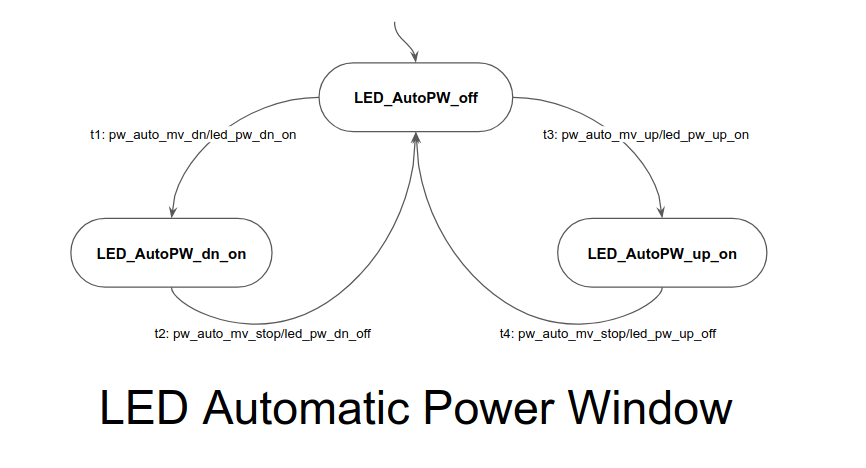 LED_AutoPW_off
t1: pw_auto_mv_dn/led_pw_dn_on
t3: pw_auto_mv_up/led_pw_up_on
LED_AutoPW_dn_on
LED_AutoPW_up_on
t2: pw_auto_mv_stop/led_pw_dn_off
t4: pw_auto_mv_stop/led_pw_up_off
LED Automatic Power Window